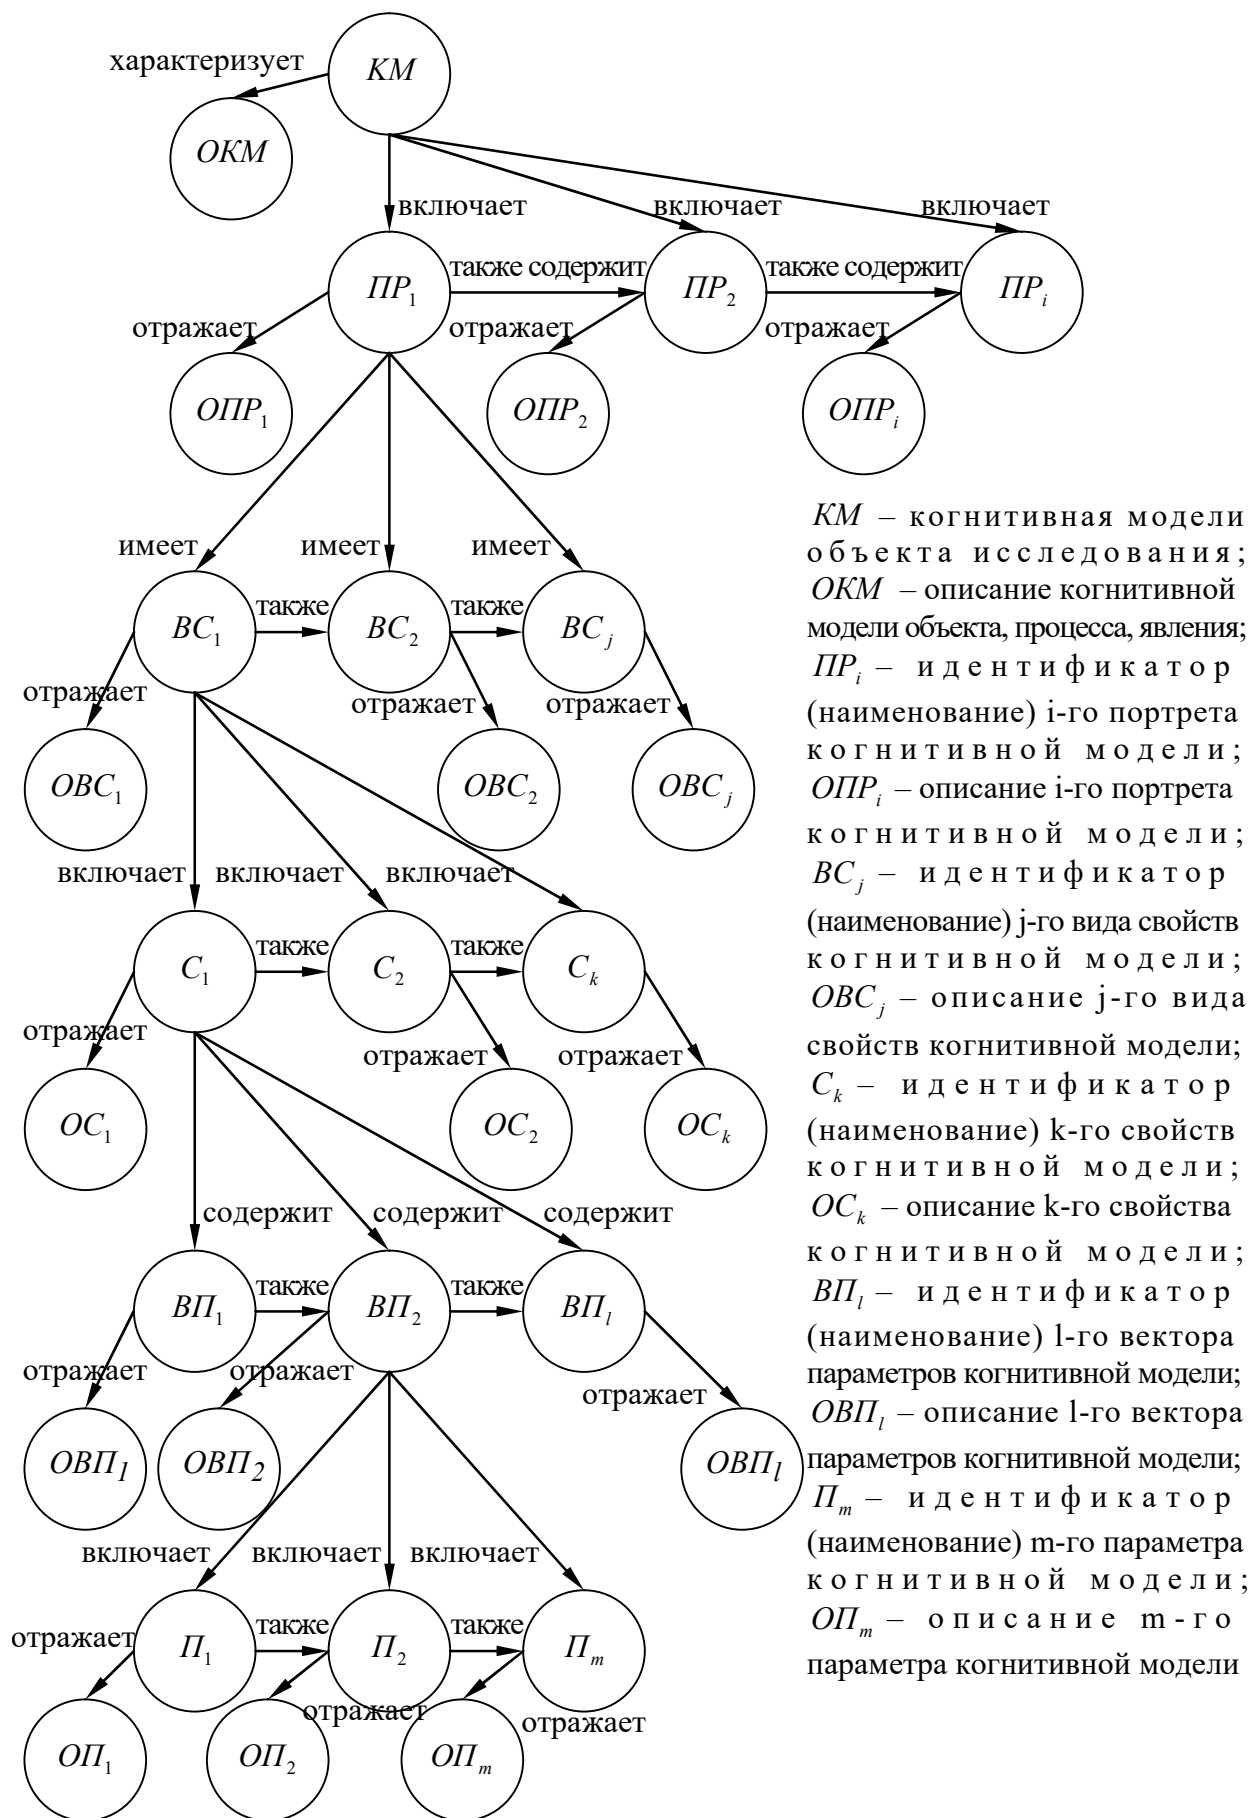 КМ
характеризует
ОКМ
включает
включает
включает
ПР₁
также содержит
ПР₂
также содержит
ПРᵢ
отражает
отражает
отражает
ОПР₁
ОПР₂
ОПРᵢ
имеет
имеет
имеет
ВС₁
также
ВС₂
также
ВСⱼ
отражает
отражает
отражает
ОВС₁
ОВС₂
ОВСⱼ
включает
включает
включает
С₁
также
С₂
также
Сₖ
отражает
отражает
отражает
ОС₁
ОС₂
ОСₖ
содержит
содержит
содержит
ВП₁
также
ВП₂
также
ВПₗ
отражает
отражает
отражает
ОВП₁
ОВП₂
ОВПₗ
включает
включает
включает
П₁
также
П₂
также
Пₘ
отражает
отражает
отражает
ОП₁
ОП₂
ОПₘ
КМ – когнитивная модели
объекта исследования;
ОКМ – описание когнитивной
модели объекта, процесса, явления;
ПРᵢ – идентификатор
(наименование) i-го портрета
когнитивной модели;
ОПРᵢ – описание i-го портрета
когнитивной модели;
ВСⱼ – идентификатор
(наименование) j-го вида свойств
когнитивной модели;
ОВСⱼ – описание j-го вида
свойств когнитивной модели;
Сₖ – идентификатор
(наименование) k-го свойств
когнитивной модели;
ОСₖ – описание k-го свойства
когнитивной модели;
ВПₗ – идентификатор
(наименование) l-го вектора
параметров когнитивной модели;
ОВПₗ – описание l-го вектора
параметров когнитивной модели;
Пₘ – идентификатор
(наименование) m-го параметра
когнитивной модели;
ОПₘ – описание m-го
параметра когнитивной модели